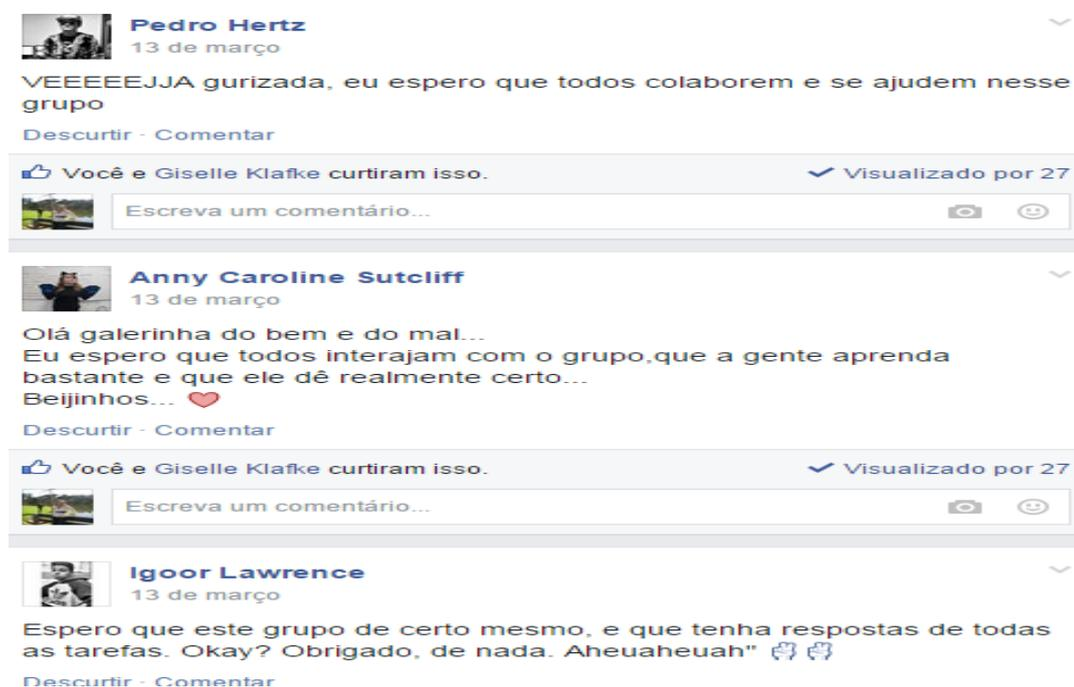 Pedro Hertz
13 de março
VEEEEEJJA gurizada, eu espero que todos colaborem e se ajudem nesse
grupo
Descurtir · Comentar
Você e Giselle Klafke curtiram isso.
Visualizado por 27
Escreva um comentário...
Anny Caroline Sutcliff
13 de março
Olá galerinha do bem e do mal...
Eu espero que todos interajam com o grupo,que a gente aprenda
bastante e que ele dê realmente certo...
Beijinhos...
Descurtir · Comentar
Você e Giselle Klafke curtiram isso.
Visualizado por 27
Escreva um comentário...
Igoor Lawrence
13 de março
Espero que este grupo de certo mesmo, e que tenha respostas de todas
as tarefas. Okay? Obrigado, de nada. Aheuaheuah"
Descurtir · Comentar